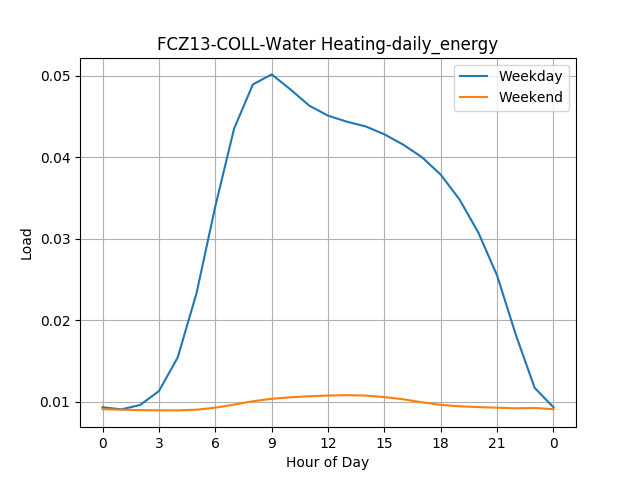 FCZ13-COLL-Water Heating-daily_energy
Weekday
Weekend
0.05
0.04
0.03
0.02
0.01
Load
0 3 6 9 12 15 18 21 0
Hour of Day